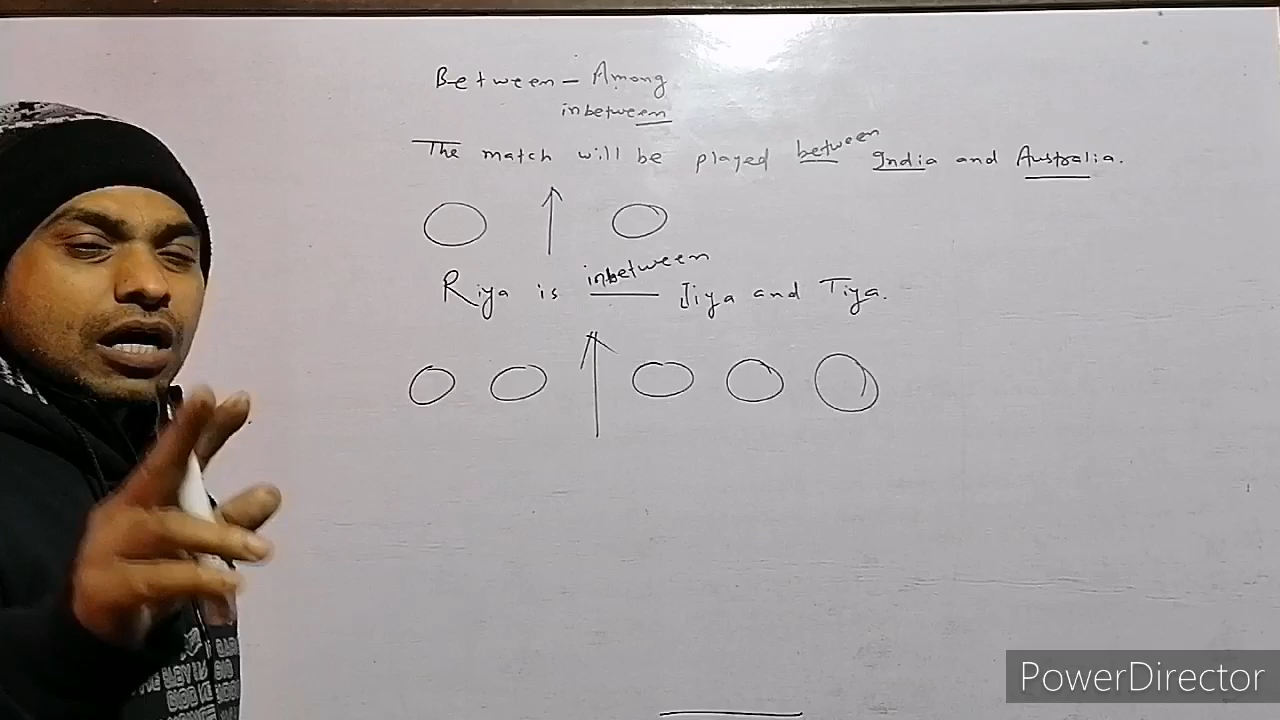 Between - Among
inbetween
The match will be played between India and Australia.
Riya is inbetween Jiya and Tiya.
PowerDirector